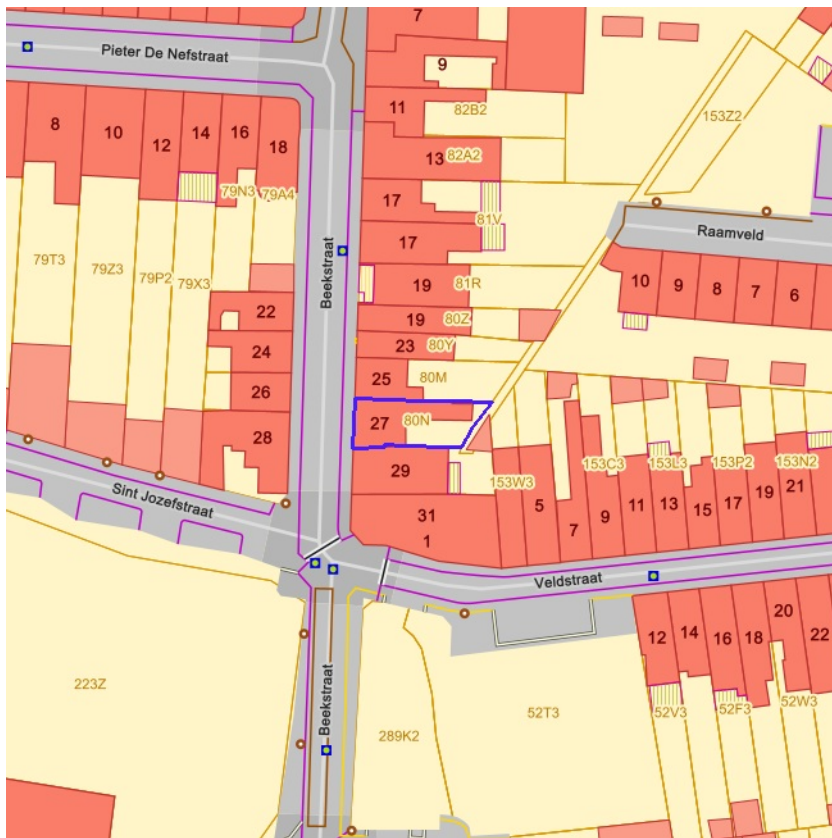 7
Pieter De Nefstraat
9
11
82B2
153Z2
8
10
12
14
16
18
13
82A2
79N3
79A4
17
81V
Raamveld
17
79T3
79Z3
79P2
79X3
Beekstraat
19
81R
10
9
8
7
6
22
19
80Z
24
23
80Y
25
80M
26
27
80N
28
29
153W3
153C3
153L3
153P2
153N2
5
7
9
11
13
15
17
19
21
Sint Jozefstraat
31
1
Veldstraat
12
14
16
18
20
22
223Z
Beekstraat
289K2
52T3
52V3
52F3
52W3